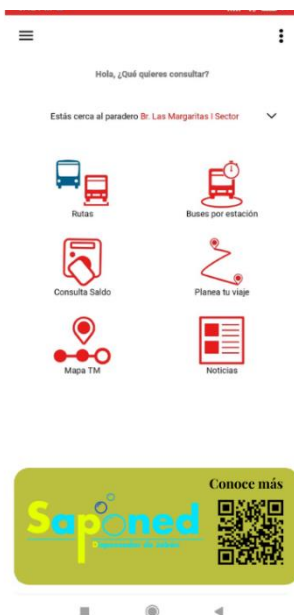 Hola, ¿Qué quieres consultar?
Estás cerca al paradero Br. Las Margaritas I Sector
Rutas
Buses por estación
Consulta Saldo
Planea tu viaje
Mapa TM
Noticias
Conoce más
Saponed